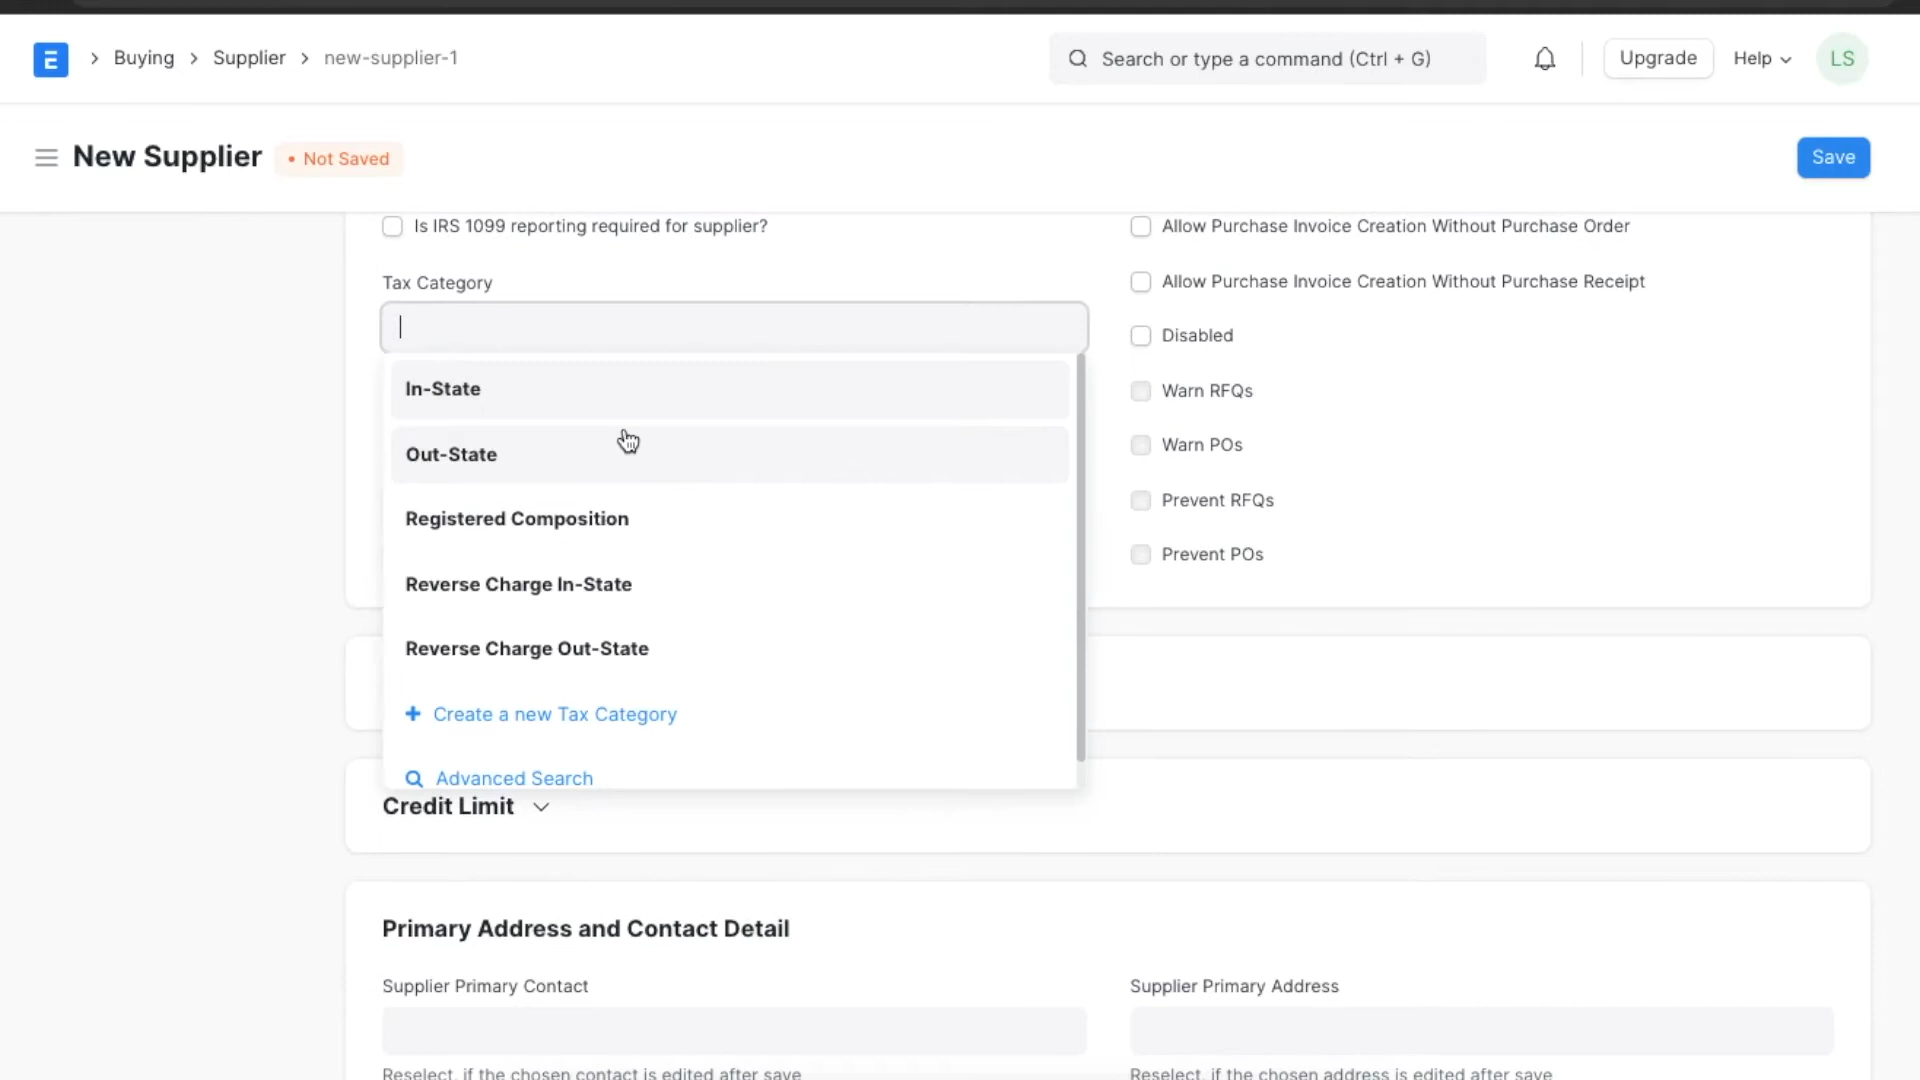 E > Buying > Supplier > new-supplier-1
Search or type a command (Ctrl + G)
Upgrade
Help
LS
New Supplier
• Not Saved
Save
Is IRS 1099 reporting required for supplier?
Tax Category
In-State
Out-State
Registered Composition
Reverse Charge In-State
Reverse Charge Out-State
+ Create a new Tax Category
Advanced Search
Allow Purchase Invoice Creation Without Purchase Order
Allow Purchase Invoice Creation Without Purchase Receipt
Disabled
Warn RFQs
Warn POs
Prevent RFQs
Prevent POs
Credit Limit
Primary Address and Contact Detail
Supplier Primary Contact
Reselect, if the chosen contact is edited after save
Supplier Primary Address
Reselect, if the chosen address is edited after save